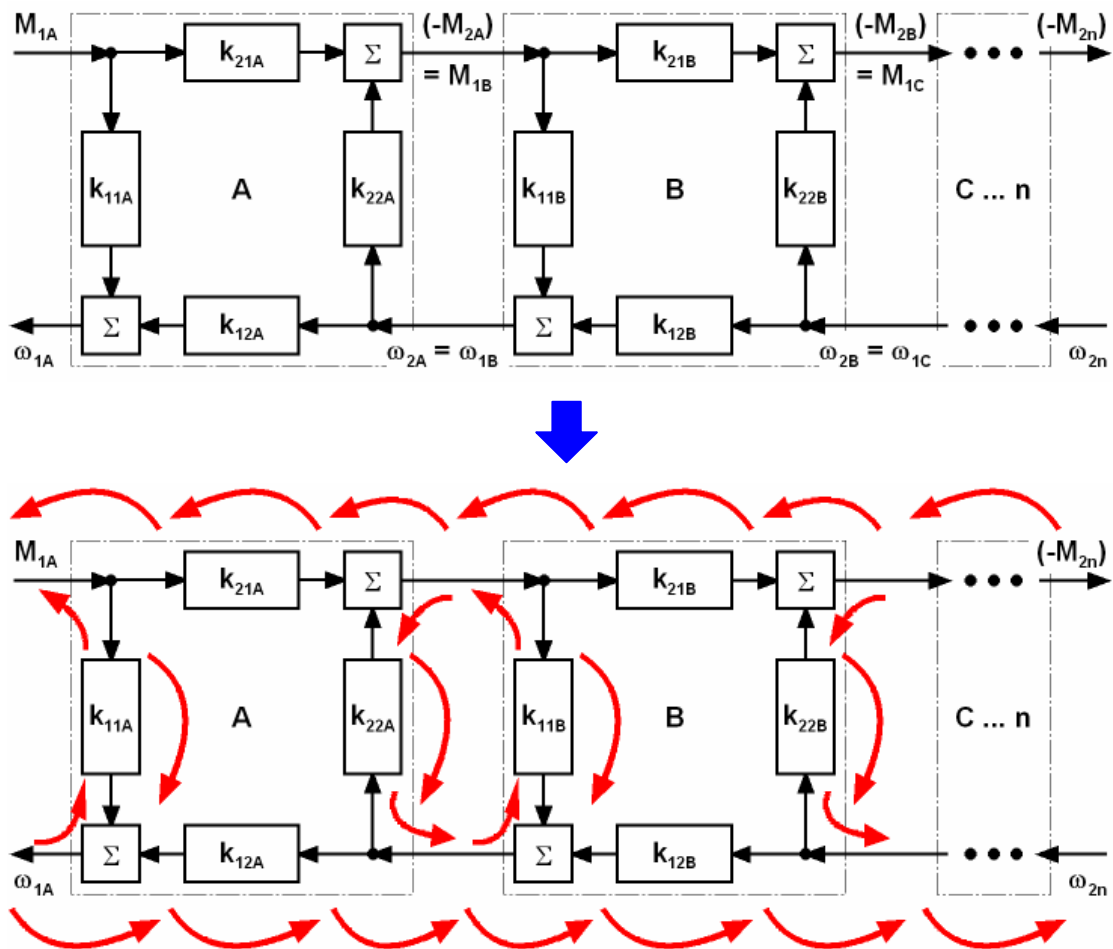 M1A k21A Σ (-M2A) k21B Σ (-M2B) (-M2n)
= M1B = M1C
k11A A k22A k11B B k22B C ... n
Σ k12A Σ k12B
ω1A ω2A = ω1B ω2B = ω1C ω2n
M1A k21A Σ k21B Σ (-M2n)
k11A A k22A k11B B k22B C ... n
Σ k12A Σ k12B
ω1A ω2n